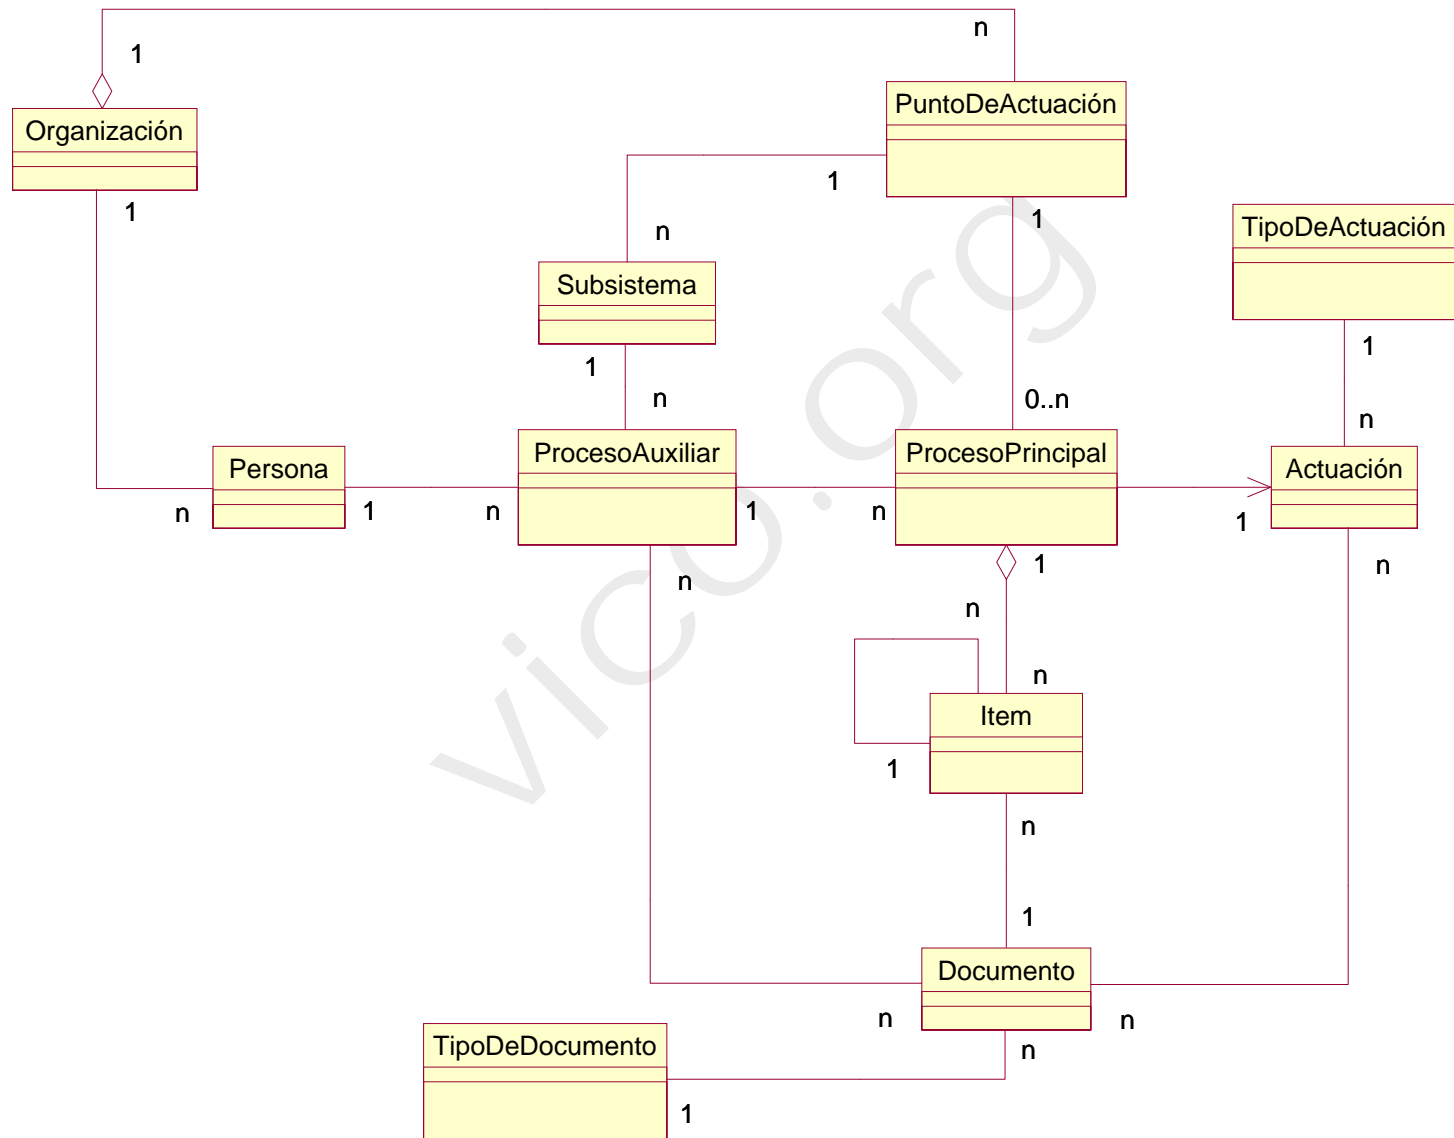 n
1
PuntoDeActuación
Organización
1
1
1
TipoDeActuación
n
Subsistema
1
1
n
0..n
n
ProcesoAuxiliar
ProcesoPrincipal
Persona
Actuación
n
1
n
1
n
1
n
1
n
n
n
Item
1
n
1
Documento
n
n
TipoDeDocumento
n
1
vico.org